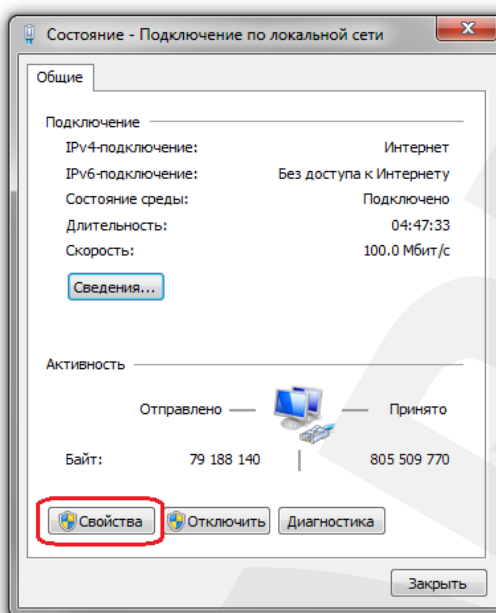 Состояние - Подключение по локальной сети
Общие
Подключение
IPv4-подключение: Интернет
IPv6-подключение: Без доступа к Интернету
Состояние среды: Подключено
Длительность: 04:47:33
Скорость: 100.0 Мбит/с
Сведения...
Активность
Отправлено — Принято
Байт: 79 188 140 | 805 509 770
Свойства Отключить Диагностика
Закрыть